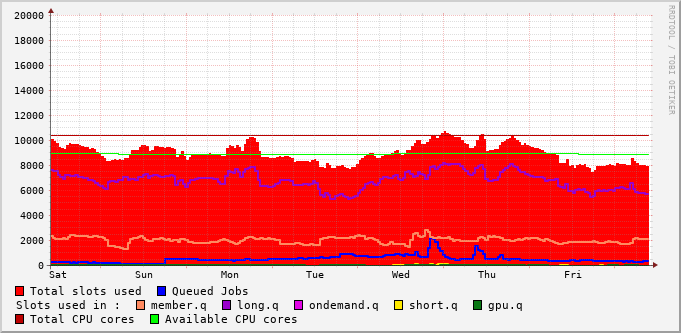 20000
18000
16000
14000
12000
10000
8000
6000
4000
2000
0
Sat Sun Mon Tue Wed Thu Fri
RRDTOOL / TOBI OETIKER
Total slots used Queued Jobs
Slots used in : member.q long.q ondemand.q short.q gpu.q
Total CPU cores Available CPU cores